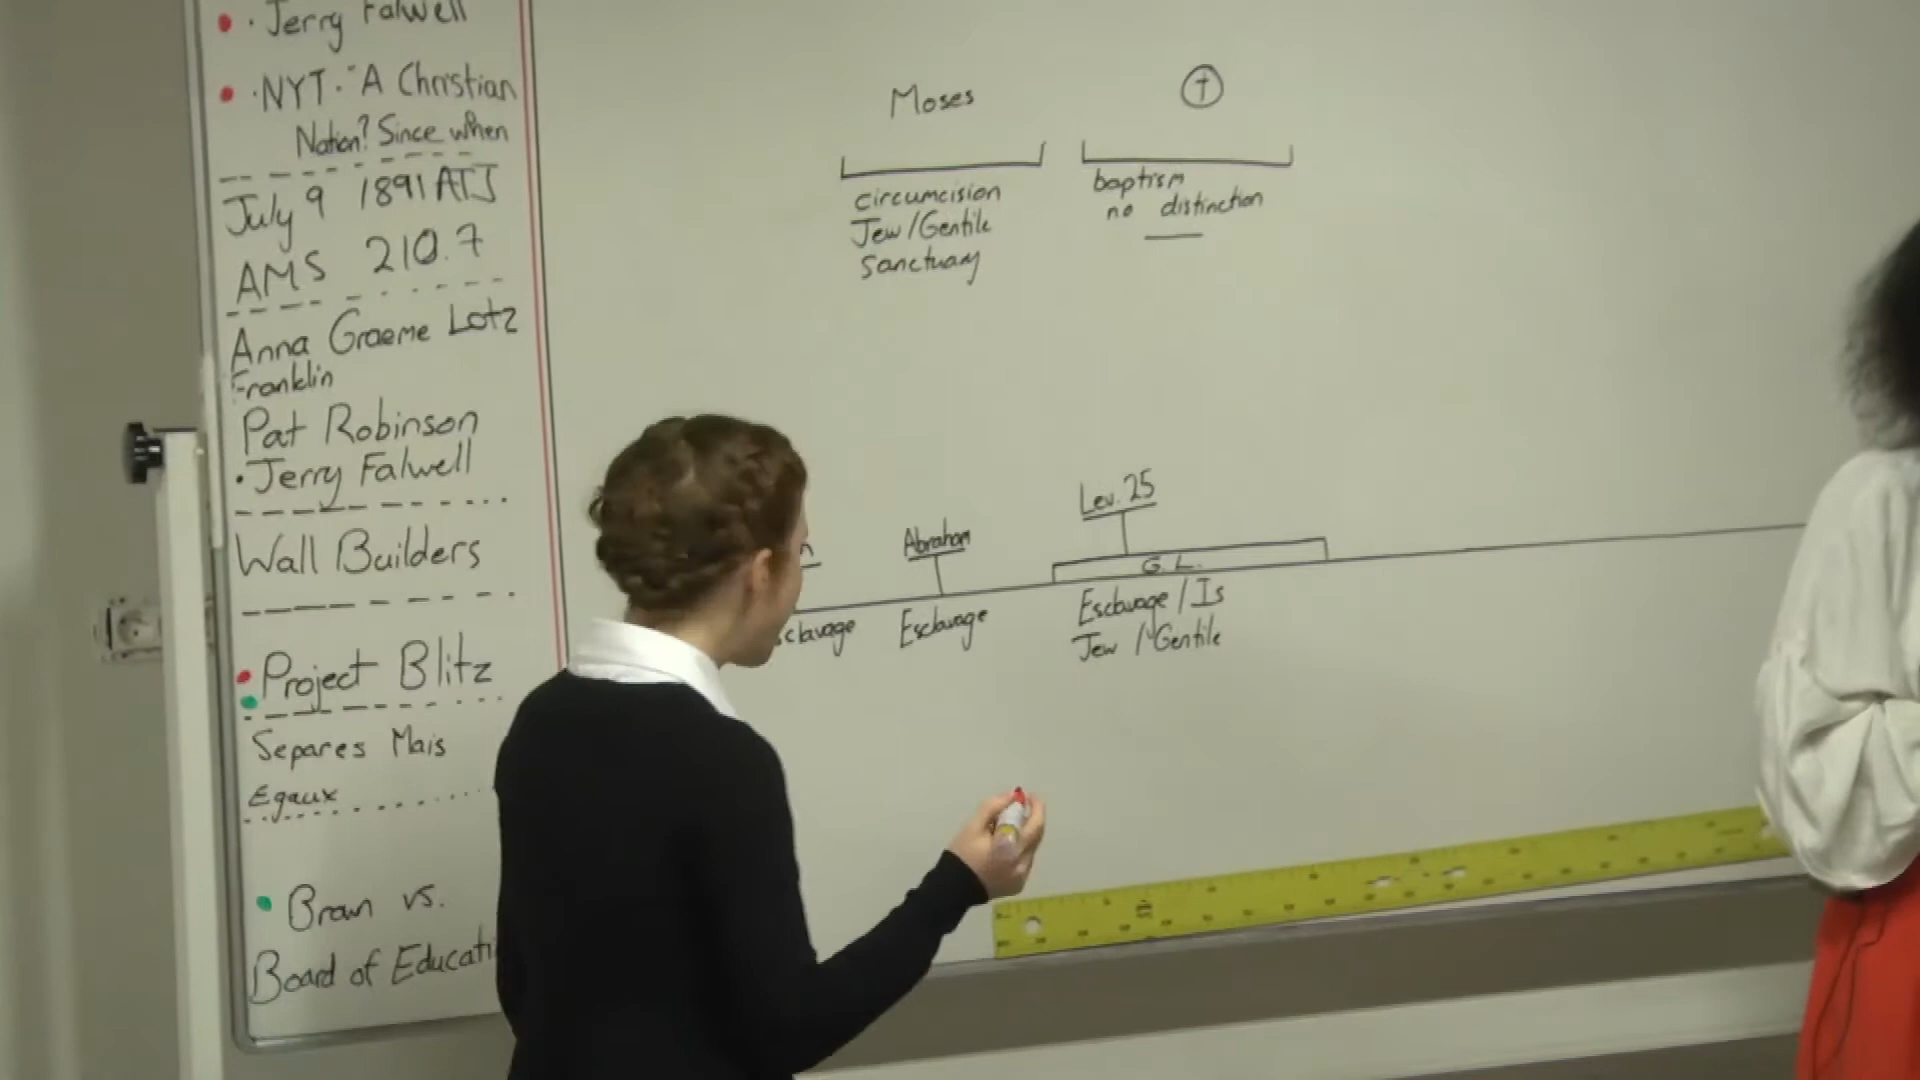 · Jerry Falwell
· NYT. "A Christian
Nation? Since when
July 9 1891 ATJ
AMS 210.7
Anna Graeme Lotz
Franklin
Pat Robinson
· Jerry Falwell
Wall Builders
Project Blitz
Separes Mais
Egaux
Brown vs.
Board of Educati
Moses
circumcision
Jew/Gentile
Sanctuary
†
baptism
no distinction
Abraham
Esclavage
Lev. 25
G. L.
Esclavage / Is
Jew / Gentile